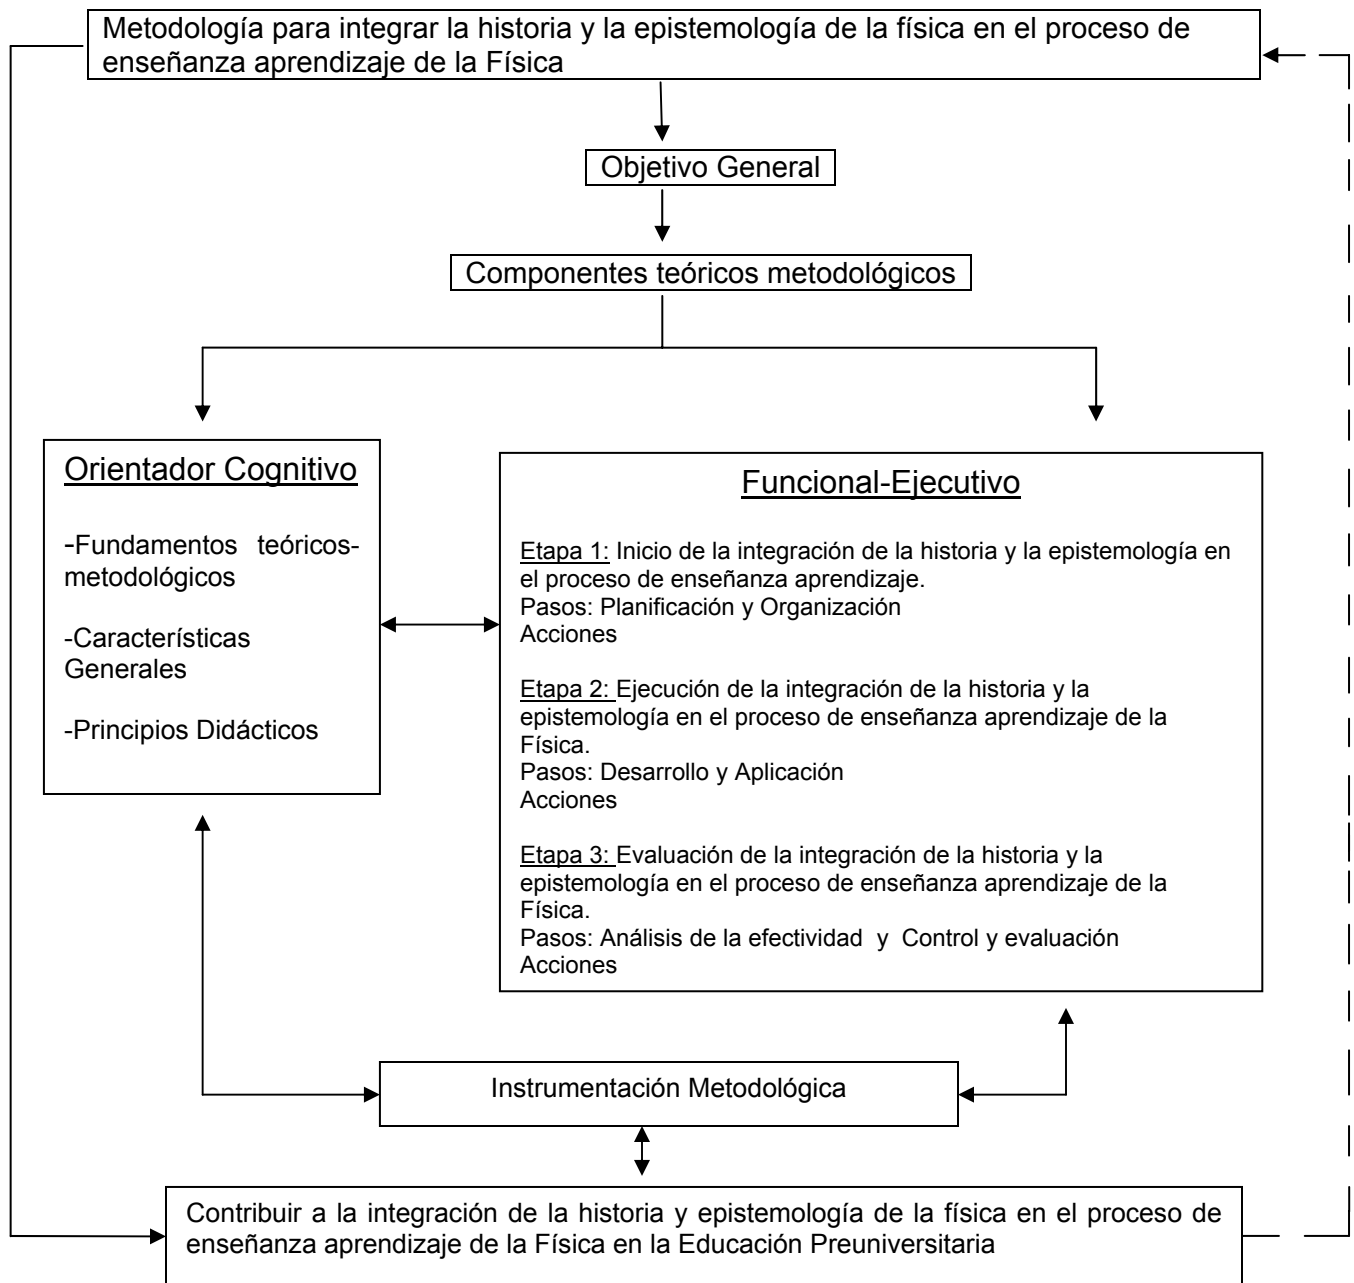 Metodología para integrar la historia y la epistemología de la física en el proceso de
enseñanza aprendizaje de la Física
Objetivo General
Componentes teóricos metodológicos
Orientador Cognitivo
-Fundamentos teóricos-
metodológicos
-Característícas
Generales
-Principios Didácticos
Funcional-Ejecutivo
Etapa 1: Inicio de la integración de la historia y la epistemología en
el proceso de enseñanza aprendizaje.
Pasos: Planificación y Organización
Acciones
Etapa 2: Ejecución de la integración de la historia y la
epistemología en el proceso de enseñanza aprendizaje de la
Física.
Pasos: Desarrollo y Aplicación
Acciones
Etapa 3: Evaluación de la integración de la historia y la
epistemología en el proceso de enseñanza aprendizaje de la
Física.
Pasos: Análisis de la efectividad y Control y evaluación
Acciones
Instrumentación Metodológica
Contribuir a la integración de la historia y epistemología de la física en el proceso de
enseñanza aprendizaje de la Física en la Educación Preuniversitaria